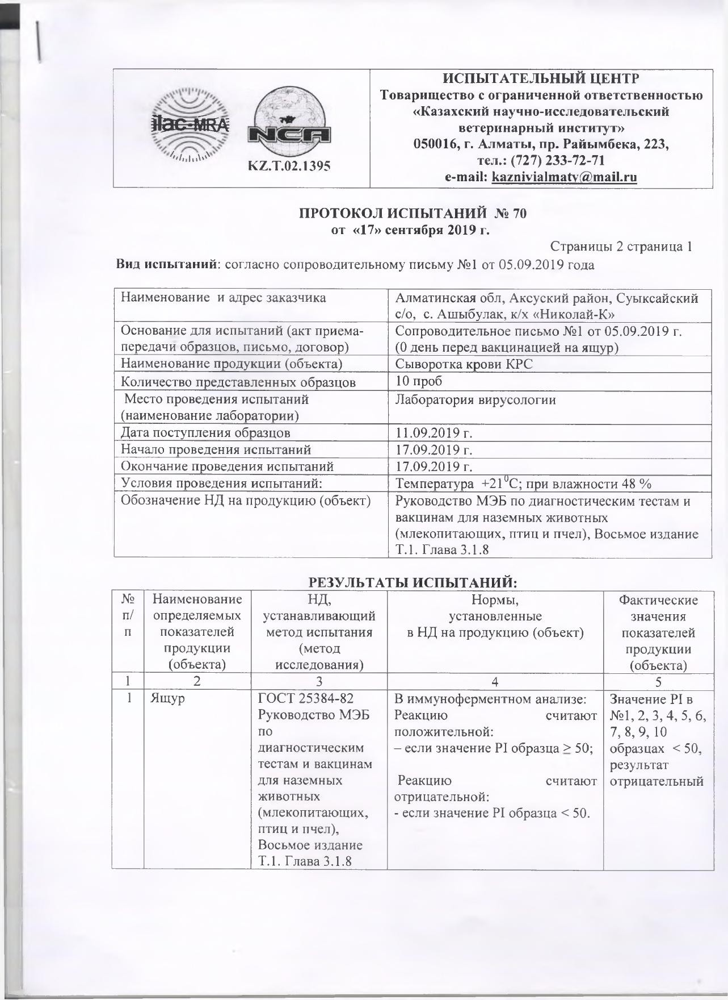 ilac-MRA
NCA
KZ.T.02.1395
ИСПЫТАТЕЛЬНЫЙ ЦЕНТР
Товарищество с ограниченной ответственностью
«Казахский научно-исследовательский
ветеринарный институт»
050016, г. Алматы, пр. Райымбека, 223,
тел.: (727) 233-72-71
e-mail: kaznivialmaty@mail.ru
ПРОТОКОЛ ИСПЫТАНИЙ № 70
от «17» сентября 2019 г.
Страницы 2 страница 1
Вид испытаний: согласно сопроводительному письму №1 от 05.09.2019 года
Наименование и адрес заказчика
Алматинская обл, Аксуский район, Суыксайский
с/о, с. Ашыбулак, к/х «Николай-К»
Основание для испытаний (акт приема-
передачи образцов, письмо, договор)
Сопроводительное письмо №1 от 05.09.2019 г.
(0 день перед вакцинацией на ящур)
Наименование продукции (объекта)
Сыворотка крови КРС
Количество представленных образцов
10 проб
Место проведения испытаний
(наименование лаборатории)
Лаборатория вирусологии
Дата поступления образцов
11.09.2019 г.
Начало проведения испытаний
17.09.2019 г.
Окончание проведения испытаний
17.09.2019 г.
Условия проведения испытаний:
Температура +21⁰С; при влажности 48 %
Обозначение НД на продукцию (объект)
Руководство МЭБ по диагностическим тестам и
вакцинам для наземных животных
(млекопитающих, птиц и пчел), Восьмое издание
Т.1. Глава 3.1.8
РЕЗУЛЬТАТЫ ИСПЫТАНИЙ:
№
п/
п
Наименование
определяемых
показателей
продукции
(объекта)
НД,
устанавливающий
метод испытания
(метод
исследования)
Нормы,
установленные
в НД на продукцию (объект)
Фактические
значения
показателей
продукции
(объекта)
1
2
3
4
5
1
Ящур
ГОСТ 25384-82
Руководство МЭБ
по
диагностическим
тестам и вакцинам
для наземных
животных
(млекопитающих,
птиц и пчел),
Восьмое издание
Т.1. Глава 3.1.8
В иммуноферментном анализе:
Реакцию считают
положительной:
– если значение PI образца ≥ 50;
Реакцию считают
отрицательной:
- если значение PI образца < 50.
Значение PI в
№1, 2, 3, 4, 5, 6,
7, 8, 9, 10
образцах < 50,
результат
отрицательный